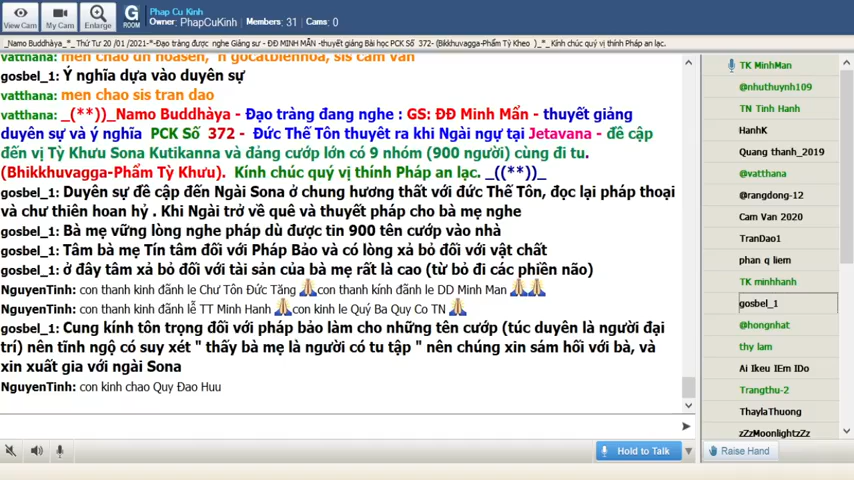 View Cam
My Cam
Enlarge
G
ROOM
Phap Cu Kinh
Owner: PhapCuKinh | Members: 31 | Cams: 0
_Namo Buddhàya_*_ Thứ Tư 20 /01 /2021-*-Đạo tràng được nghe Giảng sư - ĐĐ MINH MẪN -thuyết giảng Bài học PCK Số 372- (Bikkhuvagga-Phẩm Tỳ Kheo )_*_ Kính chúc quý vị thính Pháp an lạc.
vatthana: men chao dh hoasen, n gocatbienhoa, sis cam van
gosbel_1: Ý nghĩa dựa vào duyên sự
vatthana: men chao sis tran dao
vatthana: _(**))_Namo Buddhàya - Đạo tràng đang nghe : GS: ĐĐ Minh Mẩn - thuyết giảng
duyên sự và ý nghĩa PCK Số 372 - Đức Thế Tôn thuyêt ra khi Ngài ngự tại Jetavana - đề cập
đến vị Tỳ Khưu Sona Kutikanna và đảng cướp lớn có 9 nhóm (900 người) cùng đi tu.
(Bhikkhuvagga-Phẩm Tỳ Khưu). Kính chúc quý vị thính Pháp an lạc. _((**))_
gosbel_1: Duyên sự đề cập đến Ngài Sona ở chung hương thất với đức Thế Tôn, đọc lại pháp thoại
và chư thiên hoan hỷ . Khi Ngài trở về quê và thuyết pháp cho bà mẹ nghe
gosbel_1: Bà mẹ vững lòng nghe pháp dù được tin 900 tên cướp vào nhà
gosbel_1: Tâm bà mẹ Tín tâm đối với Pháp Bảo và có lòng xả bỏ đối với vật chất
gosbel_1: ở đây tâm xả bỏ đối với tài sản của bà mẹ rất là cao (từ bỏ đi các phiền não)
NguyenTinh: con thanh kinh đãnh le Chư Tôn Đức Tăng 🙏con thanh kính đãnh le DD Minh Man 🙏🙏
NguyenTinh: con thanh kinh đãnh lễ TT Minh Hanh 🙏con kinh le Quý Ba Quy Co TN 🙏
gosbel_1: Cung kính tôn trọng đối với pháp bảo làm cho những tên cướp (túc duyên là người đại
trí) nên tĩnh ngộ có suy xét " thấy bà mẹ là người có tu tập " nên chúng xin sám hối với bà, và
xin xuất gia với ngài Sona
NguyenTinh: con kinh chao Quy Đao Huu
TK MinhMan
@nhuthuynh109
TN Tinh Hanh
HanhK
Quang thanh_2019
@vatthana
@rangdong-12
Cam Van 2020
TranDao1
phan q liem
TK minhhanh
gosbel_1
@hongnhat
thy lam
Ai lkeu IEm IDo
Trangthu-2
ThaylaThuong
zZzMoonlightzZz
Hold to Talk
Raise Hand